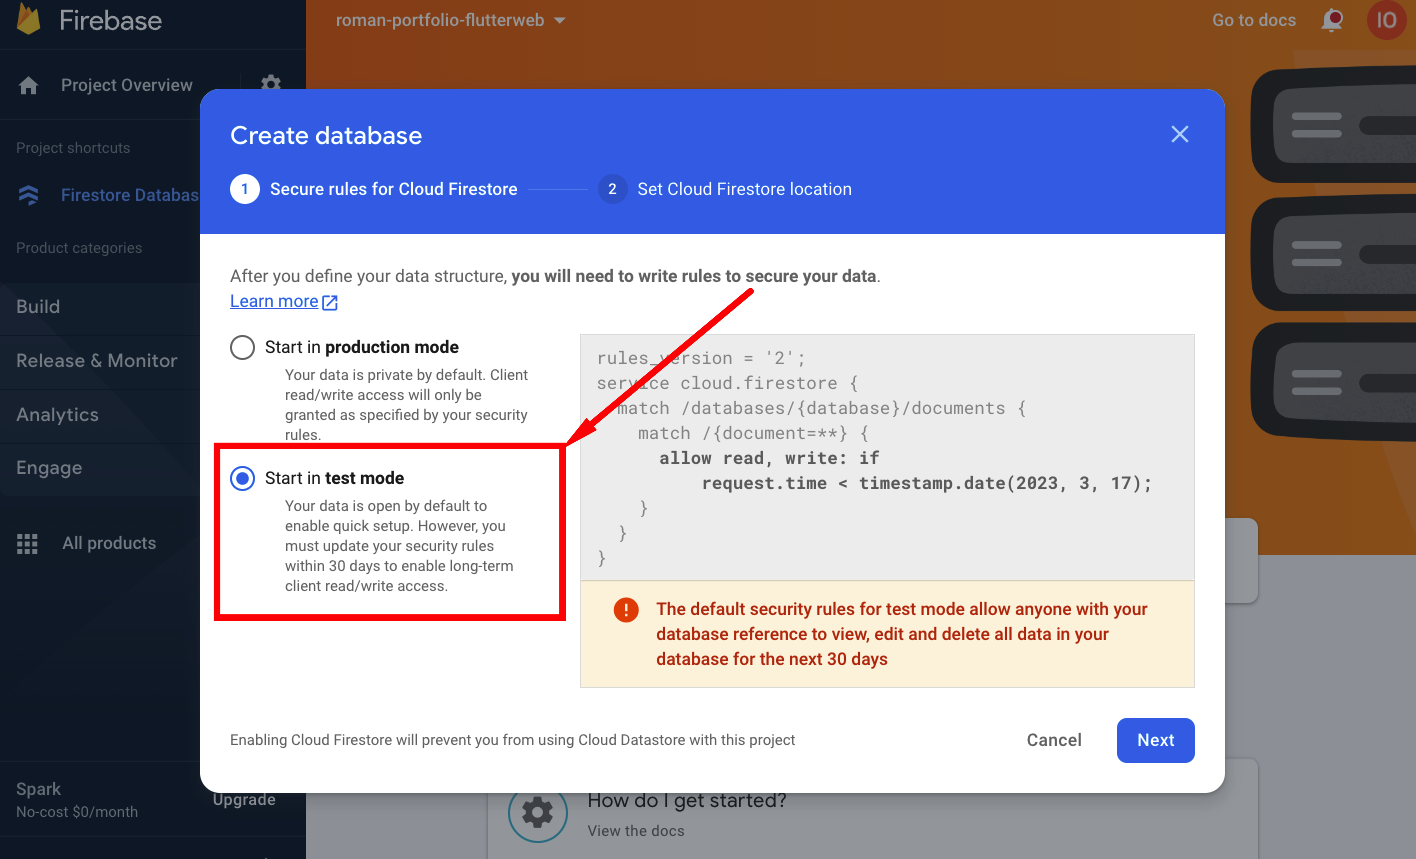 Firebase
roman-portfolio-flutterweb
Go to docs
IO
Project Overview
Project shortcuts
Firestore Databas
Product categories
Build
Release & Monitor
Analytics
Engage
All products
Spark
No-cost $0/month
Upgrade
Create database
1 Secure rules for Cloud Firestore
2 Set Cloud Firestore location
After you define your data structure, you will need to write rules to secure your data.
Learn more
Start in production mode
Your data is private by default. Client
read/write access will only be
granted as specified by your security
rules.
Start in test mode
Your data is open by default to
enable quick setup. However, you
must update your security rules
within 30 days to enable long-term
client read/write access.
rules_version = '2';
service cloud.firestore {
match /databases/{database}/documents {
match /{document=**} {
allow read, write: if
request.time < timestamp.date(2023, 3, 17);
}
}
}
The default security rules for test mode allow anyone with your
database reference to view, edit and delete all data in your
database for the next 30 days
Enabling Cloud Firestore will prevent you from using Cloud Datastore with this project
Cancel
Next
How do I get started?
View the docs